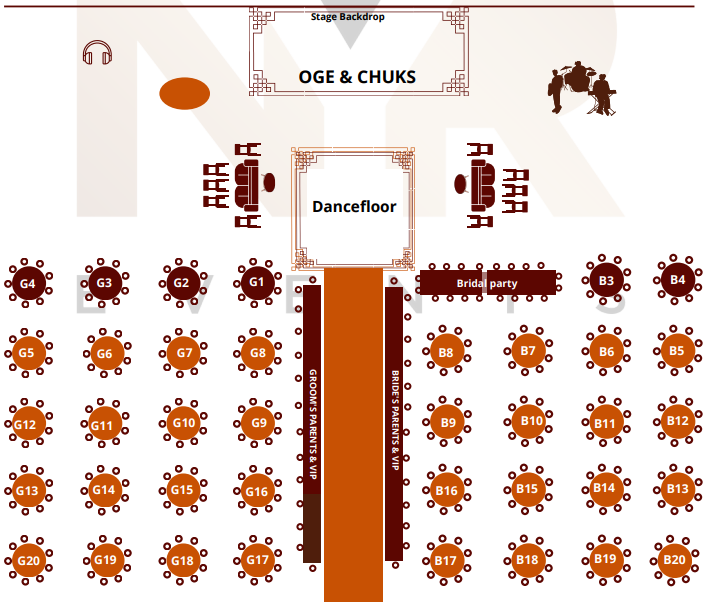 Stage Backdrop
OGE & CHUKS
Dancefloor
G4 G3 G2 G1 Bridal party B3 B4
E V E N T S
G5 G6 G7 G8 B8 B7 B6 B5
GROOM'S PARENTS & VIP
BRIDE'S PARENTS & VIP
G12 G11 G10 G9 B9 B10 B11 B12
G13 G14 G15 G16 B16 B15 B14 B13
G20 G19 G18 G17 B17 B18 B19 B20